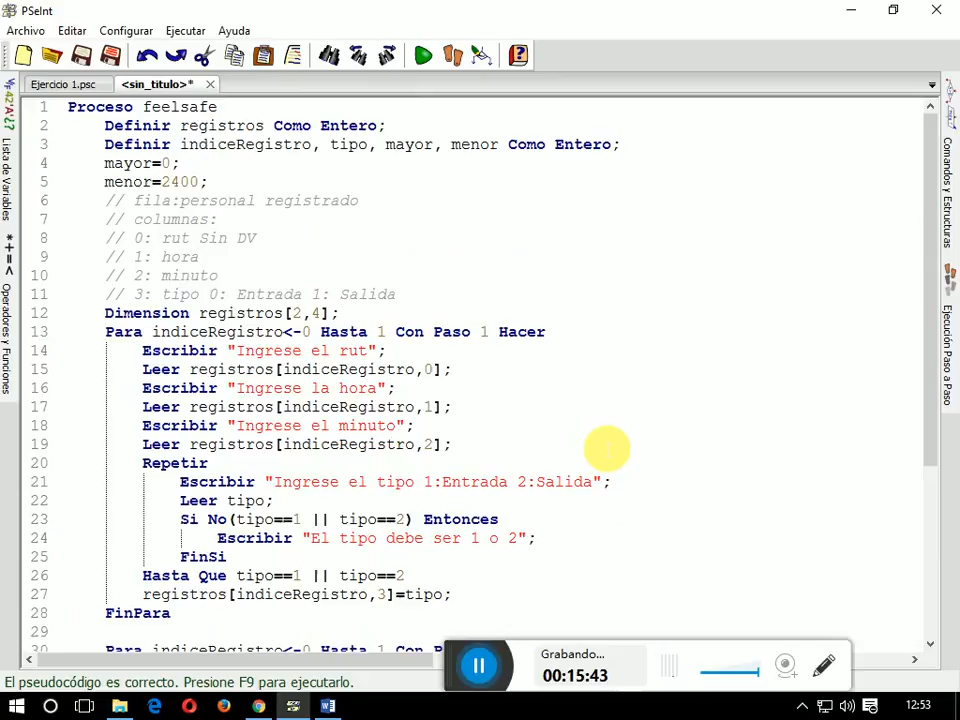 PSeInt
Archivo Editar Configurar Ejecutar Ayuda
Ejercicio 1.psc <sin_titulo>*
Lista de Variables
Operadores y Funciones
Comandos y Estructuras
Ejecución Paso a Paso
1 Proceso feelsafe
2 Definir registros Como Entero;
3 Definir indiceRegistro, tipo, mayor, menor Como Entero;
4 mayor=0;
5 menor=2400;
6 // fila:personal registrado
7 // columnas:
8 // 0: rut Sin DV
9 // 1: hora
10 // 2: minuto
11 // 3: tipo 0: Entrada 1: Salida
12 Dimension registros[2,4];
13 Para indiceRegistro<-0 Hasta 1 Con Paso 1 Hacer
14 Escribir "Ingrese el rut";
15 Leer registros[indiceRegistro,0];
16 Escribir "Ingrese la hora";
17 Leer registros[indiceRegistro,1];
18 Escribir "Ingrese el minuto";
19 Leer registros[indiceRegistro,2];
20 Repetir
21 Escribir "Ingrese el tipo 1:Entrada 2:Salida";
22 Leer tipo;
23 Si No(tipo==1 || tipo==2) Entonces
24 Escribir "El tipo debe ser 1 o 2";
25 FinSi
26 Hasta Que tipo==1 || tipo==2
27 registros[indiceRegistro,3]=tipo;
28 FinPara
29
30 Para indiceRegistro<-0 Hasta 1 Con P
Grabando...
00:15:43
El pseudocódigo es correcto. Presione F9 para ejecutarlo.
12:53